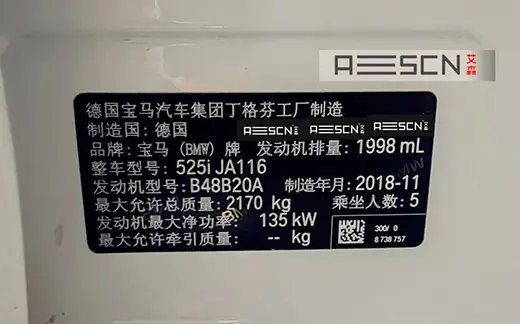 AEESCN 艾森
德国宝马汽车集团丁格芬工厂制造
制造国: 德国
AEESCN AEESCN AEESCN
品牌: 宝马 (BMW) 牌 发动机排量: 1998 mL
整车型号: 525i JA116
发动机型号: B48B20A 制造年月: 2018-11
最大允许总质量: 2170 kg 乘坐人数: 5
发动机最大净功率: 135 kW
最大允许牵引质量: -- kg
300/ 0
8 738 757